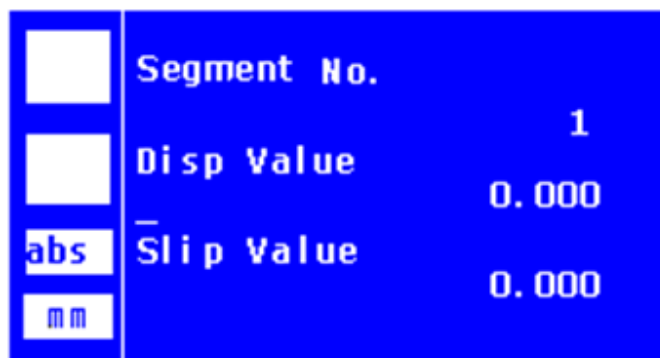 Segment No.
1
Disp Value
0.000
Slip Value
0.000
abs
mm